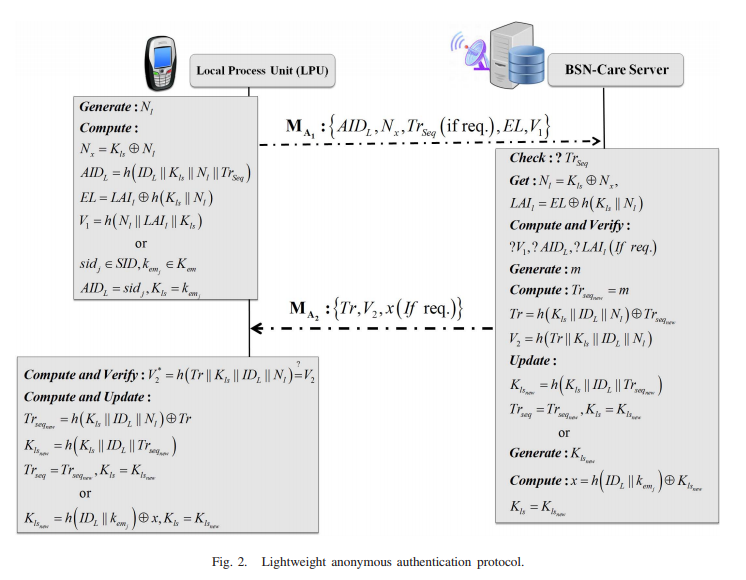 Local Process Unit (LPU)
BSN-Care Server
Generate : N_l
Compute :
N_x = K_ls ⊕ N_l
AID_L = h(ID_L || K_ls || N_l || Tr_Seq)
EL = LAI_l ⊕ h(K_ls || N_l)
V_1 = h(N_l || LAI_l || K_ls)
or
sid_j ∈ SID, k_em_j ∈ K_em
AID_L = sid_j, K_ls = k_em_j
M_A_1 : {AID_L, N_x, Tr_Seq (if req.), EL, V_1}
Check : ? Tr_Seq
Get : N_l = K_ls ⊕ N_x,
LAI_l = EL ⊕ h(K_ls || N_l)
Compute and Verify :
?V_1, ? AID_L, ? LAI_l (If req.)
Generate : m
Compute : Tr_seq_new = m
Tr = h(K_ls || ID_L || N_l) ⊕ Tr_seq_new
V_2 = h(Tr || K_ls || ID_L || N_l)
Update :
K_ls_new = h(K_ls || ID_L || Tr_seq_new)
Tr_seq = Tr_seq_new, K_ls = K_ls_new
or
Generate : K_ls_new
Compute : x = h(ID_L || k_em_j) ⊕ K_ls_new
K_ls = K_ls_new
M_A_2 : {Tr, V_2, x (If req.)}
Compute and Verify : V_2^* = h(Tr || K_ls || ID_L || N_l) =? V_2
Compute and Update :
Tr_seq_new = h(K_ls || ID_L || N_l) ⊕ Tr
K_ls_new = h(K_ls || ID_L || Tr_seq_new)
Tr_seq = Tr_seq_new, K_ls = K_ls_new
or
K_ls_new = h(ID_L || k_em_j) ⊕ x, K_ls = K_ls_new
Fig. 2. Lightweight anonymous authentication protocol.